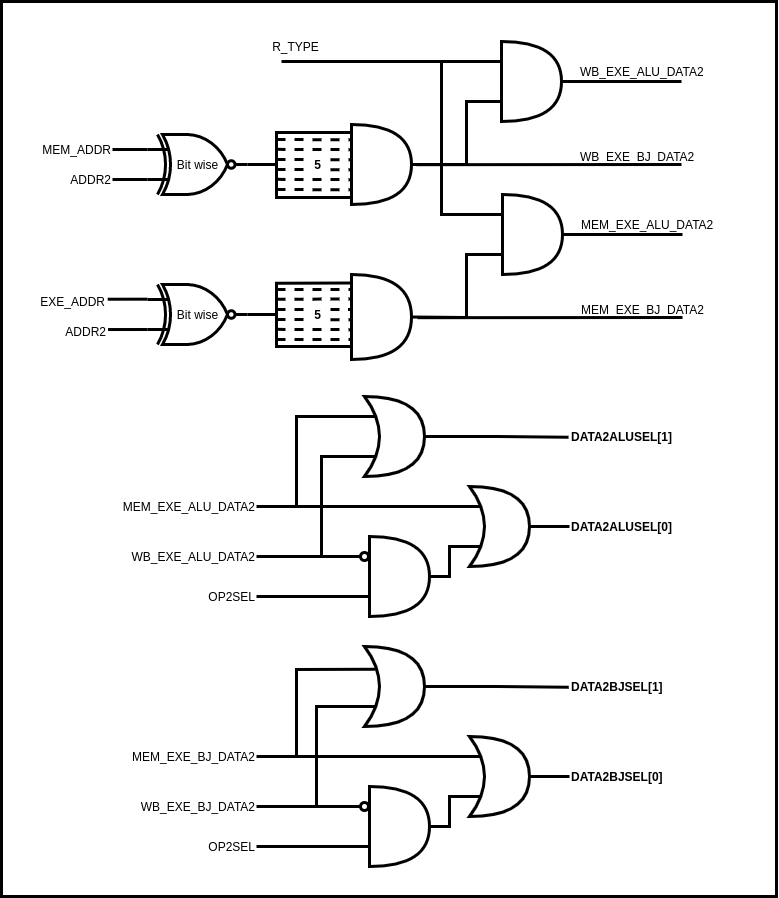 R_TYPE
WB_EXE_ALU_DATA2
MEM_ADDR
Bit wise
5
WB_EXE_BJ_DATA2
ADDR2
MEM_EXE_ALU_DATA2
EXE_ADDR
Bit wise
5
MEM_EXE_BJ_DATA2
ADDR2
DATA2ALUSEL[1]
MEM_EXE_ALU_DATA2
DATA2ALUSEL[0]
WB_EXE_ALU_DATA2
OP2SEL
DATA2BJSEL[1]
MEM_EXE_BJ_DATA2
DATA2BJSEL[0]
WB_EXE_BJ_DATA2
OP2SEL